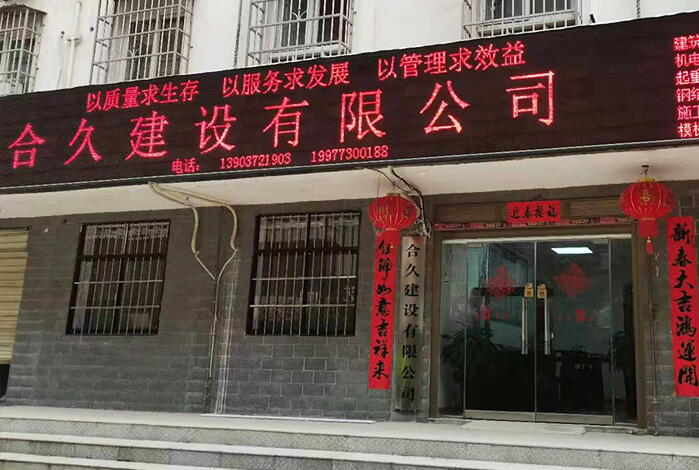 以质量求生存 以服务求发展 以管理求效益
合久建设有限公司
电话: 13903721903 19977300188
建筑
机电
起重
钢结
施工
模板
迎春接福
红节如意吉祥来
合久建设有限公司
新春大吉鸿运开